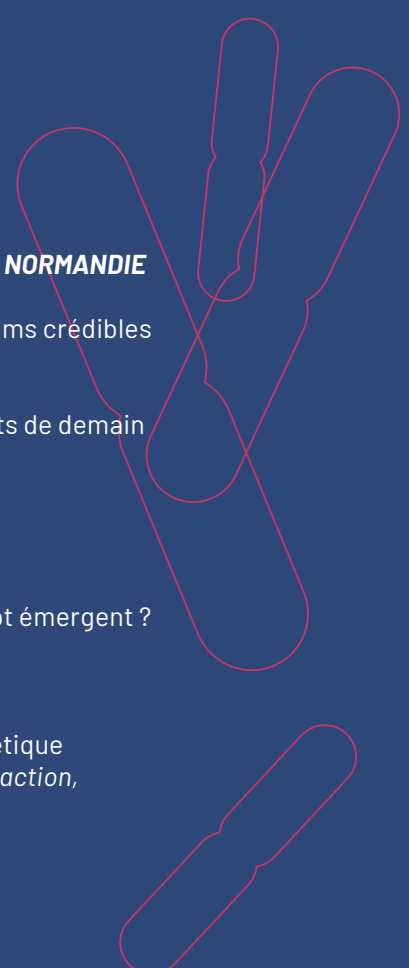 NORMANDIE
ms crédibles
ts de demain
t émergent ?
étique
action,